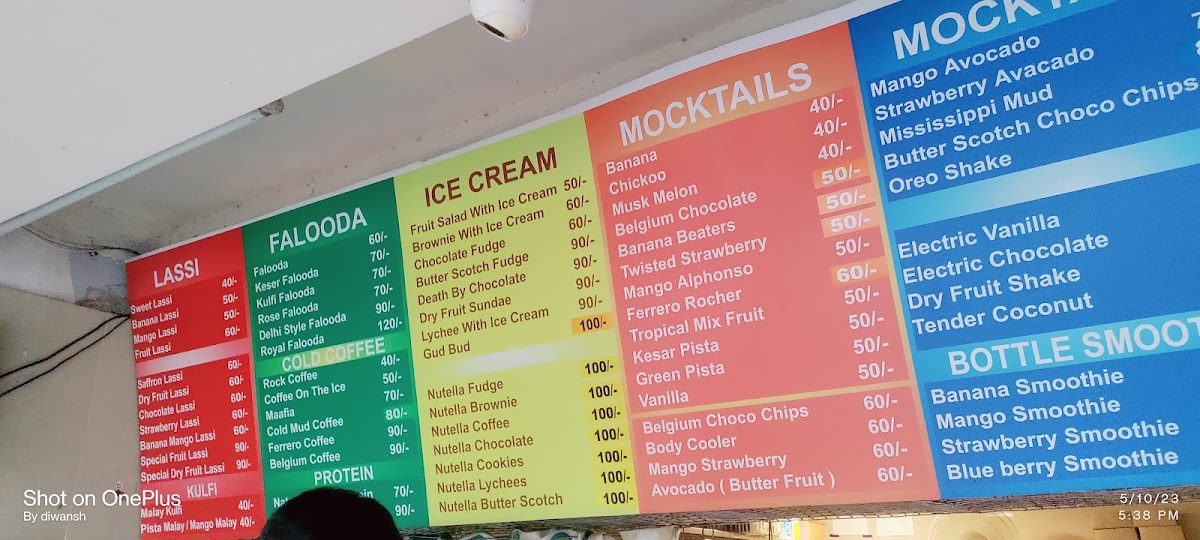 LASSI
Sweet Lassi 40/-
Banana Lassi 50/-
Mango Lassi 50/-
Fruit Lassi 60/-
Saffron Lassi 60/-
Dry Fruit Lassi 60/-
Chocolate Lassi 60/-
Strawberry Lassi 60/-
Banana Mango Lassi 60/-
Special Fruit Lassi 90/-
Special Dry Fruit Lassi 90/-
KULFI
Malay Kulfi 40/-
Pista Malay / Mango Malay 40/-
FALOODA
Falooda 60/-
Keser Falooda 70/-
Kulfi Falooda 70/-
Rose Falooda 70/-
Delhi Style Falooda 90/-
Royal Falooda 120/-
COLD COFFEE
Rock Coffee 40/-
Coffee On The Ice 50/-
Maafia 70/-
Cold Mud Coffee 80/-
Ferrero Coffee 90/-
Belgium Coffee 90/-
PROTEIN
70/-
90/-
ICE CREAM
Fruit Salad With Ice Cream 50/-
Brownie With Ice Cream 60/-
Chocolate Fudge 60/-
Butter Scotch Fudge 90/-
Death By Chocolate 90/-
Dry Fruit Sundae 90/-
Lychee With Ice Cream 90/-
Gud Bud 100/-
Nutella Fudge 100/-
Nutella Brownie 100/-
Nutella Coffee 100/-
Nutella Chocolate 100/-
Nutella Cookies 100/-
Nutella Lychees 100/-
Nutella Butter Scotch 100/-
MOCKTAILS
Banana 40/-
Chickoo 40/-
Musk Melon 40/-
Belgium Chocolate 50/-
Banana Beaters 50/-
Twisted Strawberry 50/-
Mango Alphonso 50/-
Ferrero Rocher 60/-
Tropical Mix Fruit 50/-
Kesar Pista 50/-
Green Pista 50/-
Vanilla 50/-
Belgium Choco Chips 60/-
Body Cooler 60/-
Mango Strawberry 60/-
Avocado ( Butter Fruit ) 60/-
MOCKTA
Mango Avocado
Strawberry Avacado
Mississippi Mud
Butter Scotch Choco Chips
Oreo Shake
Electric Vanilla
Electric Chocolate
Dry Fruit Shake
Tender Coconut
BOTTLE SMOOT
Banana Smoothie
Mango Smoothie
Strawberry Smoothie
Blue berry Smoothie
Shot on OnePlus
By diwansh
5/10/23
5:38 PM